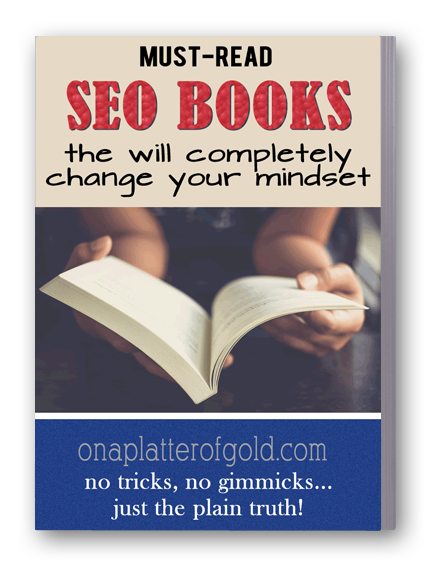 MUST-READ
SEO BOOKS
the will completely
change your mindset
onaplatterofgold.com
no tricks, no gimmicks...
just the plain truth!